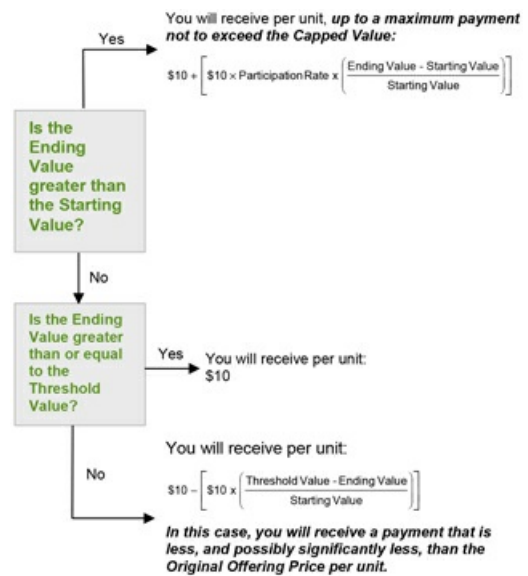 You will receive per unit, up to a maximum payment
not to exceed the Capped Value:
Yes
$10 + [$10 × Participation Rate x (Ending Value - Starting Value / Starting Value)]
Is the
Ending
Value
greater than
the Starting
Value?
No
Is the Ending
Value greater
than or equal
to the
Threshold
Value?
Yes
You will receive per unit:
$10
You will receive per unit:
No
$10 – [$10 x (Threshold Value - Ending Value / Starting Value)]
In this case, you will receive a payment that is
less, and possibly significantly less, than the
Original Offering Price per unit.